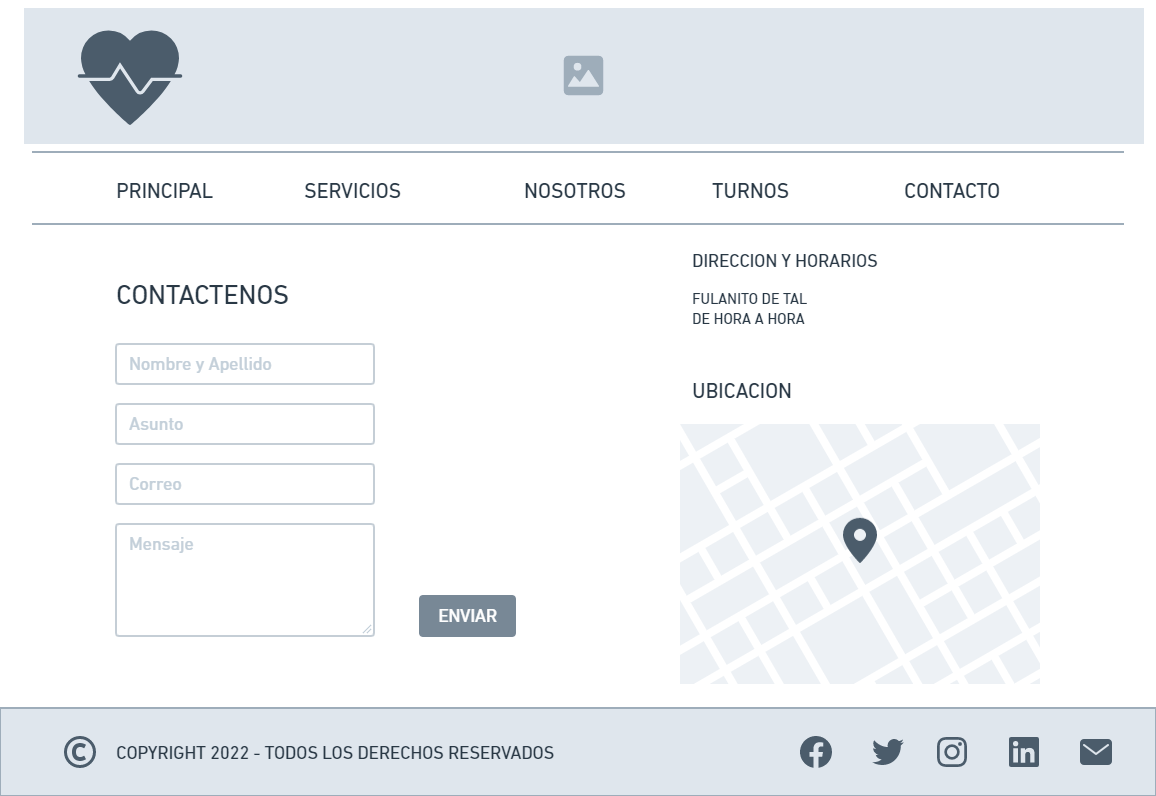 PRINCIPAL SERVICIOS NOSOTROS TURNOS CONTACTO
CONTACTENOS
Nombre y Apellido
Asunto
Correo
Mensaje
ENVIAR
DIRECCION Y HORARIOS
FULANITO DE TAL
DE HORA A HORA
UBICACION
© COPYRIGHT 2022 - TODOS LOS DERECHOS RESERVADOS